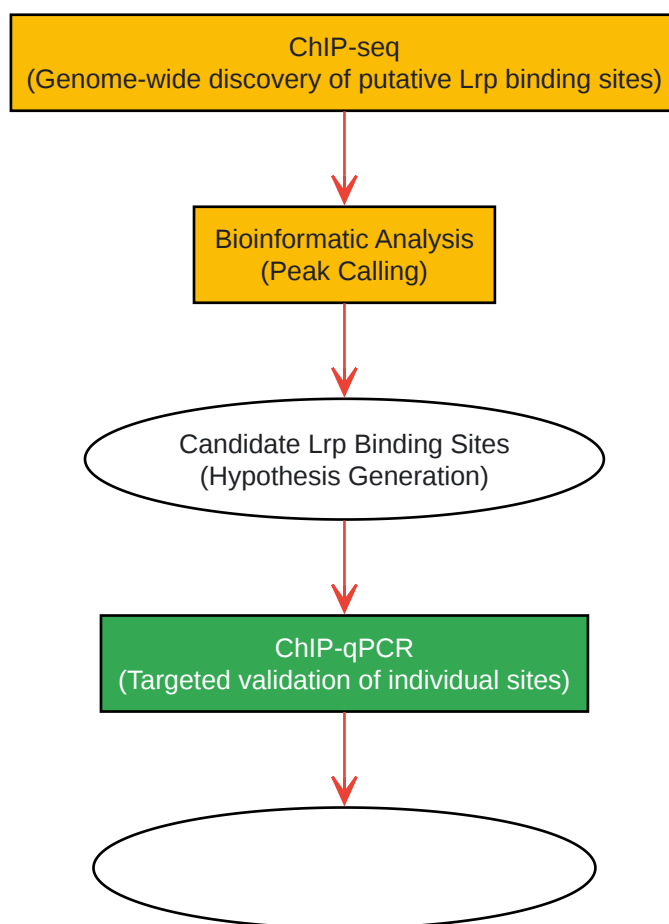 ChIP-seq
(Genome-wide discovery of putative Lrp binding sites)
Bioinformatic Analysis
(Peak Calling)
Candidate Lrp Binding Sites
(Hypothesis Generation)
ChIP-qPCR
(Targeted validation of individual sites)